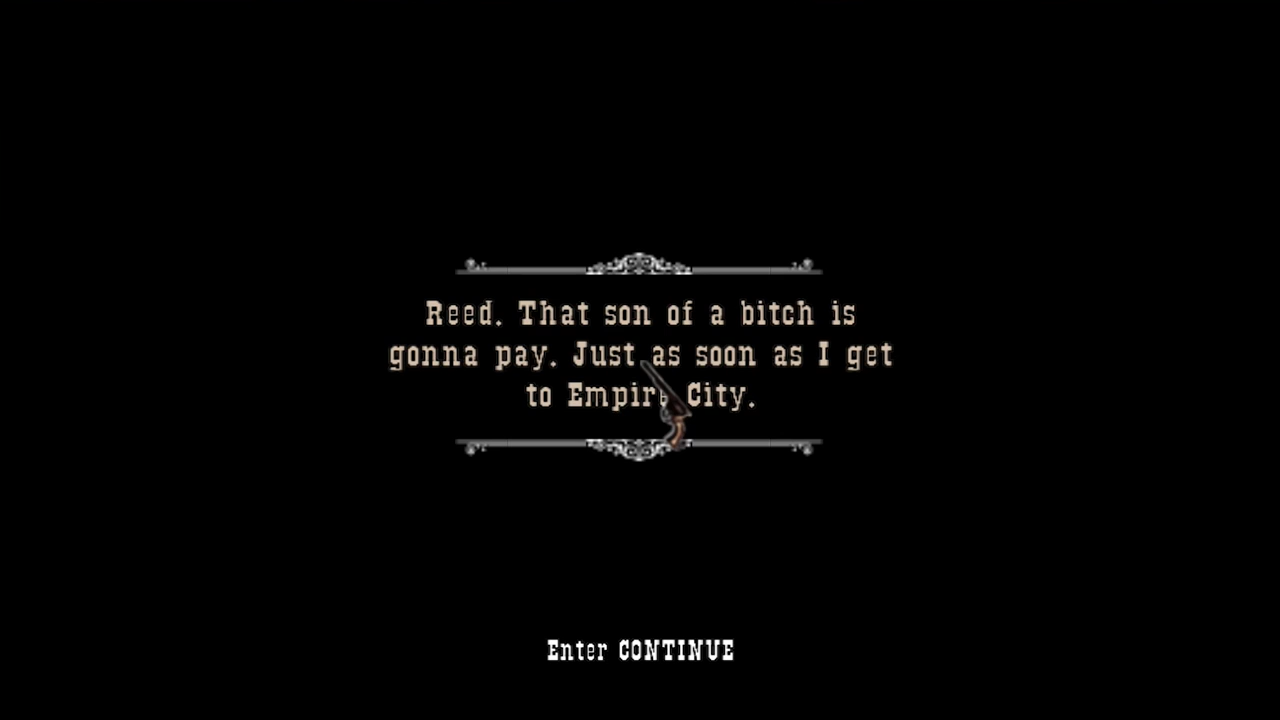 Reed. That son of a bitch is
gonna pay. Just as soon as I get
to Empire City.
Enter CONTINUE